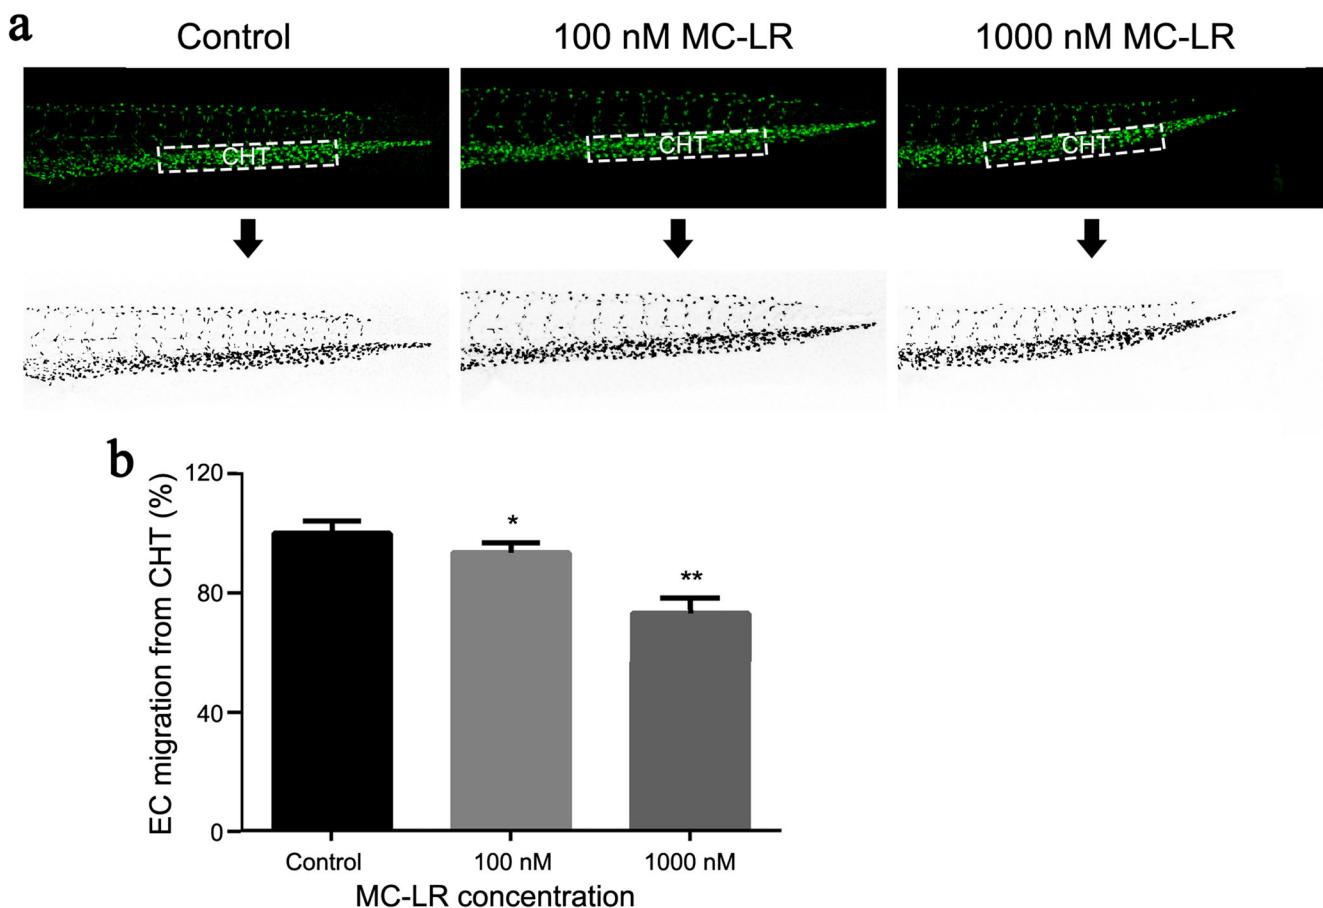 a
Control
100 nM MC-LR
1000 nM MC-LR
CHT
CHT
CHT
b
EC migration from CHT (%)
120
80
40
0
*
**
Control
100 nM
1000 nM
MC-LR concentration